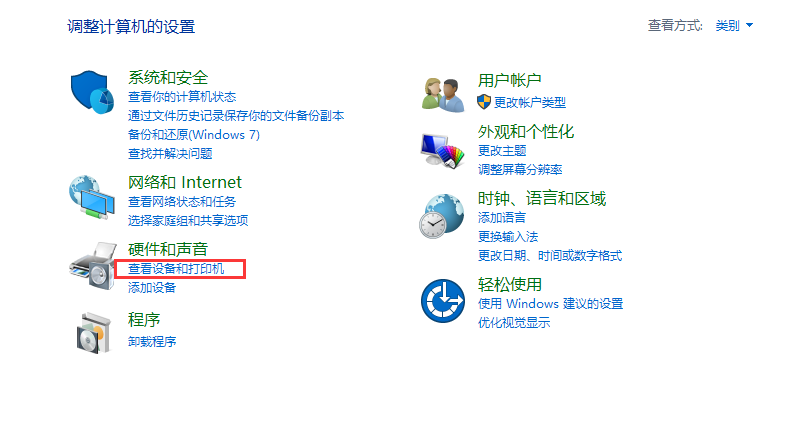 调整计算机的设置
查看方式: 类别
系统和安全
查看你的计算机状态
通过文件历史记录保存你的文件备份副本
备份和还原(Windows 7)
查找并解决问题
网络和 Internet
查看网络状态和任务
选择家庭组和共享选项
硬件和声音
查看设备和打印机
添加设备
程序
卸载程序
用户帐户
更改帐户类型
外观和个性化
更改主题
调整屏幕分辨率
时钟、语言和区域
添加语言
更换输入法
更改日期、时间或数字格式
轻松使用
使用 Windows 建议的设置
优化视觉显示